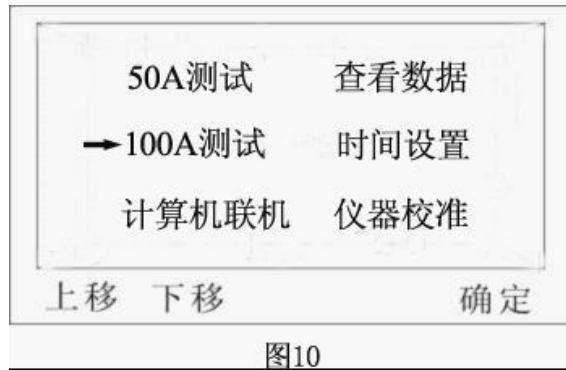 50A测试 查看数据
→100A测试 时间设置
计算机联机 仪器校准
上移 下移 确定
图10